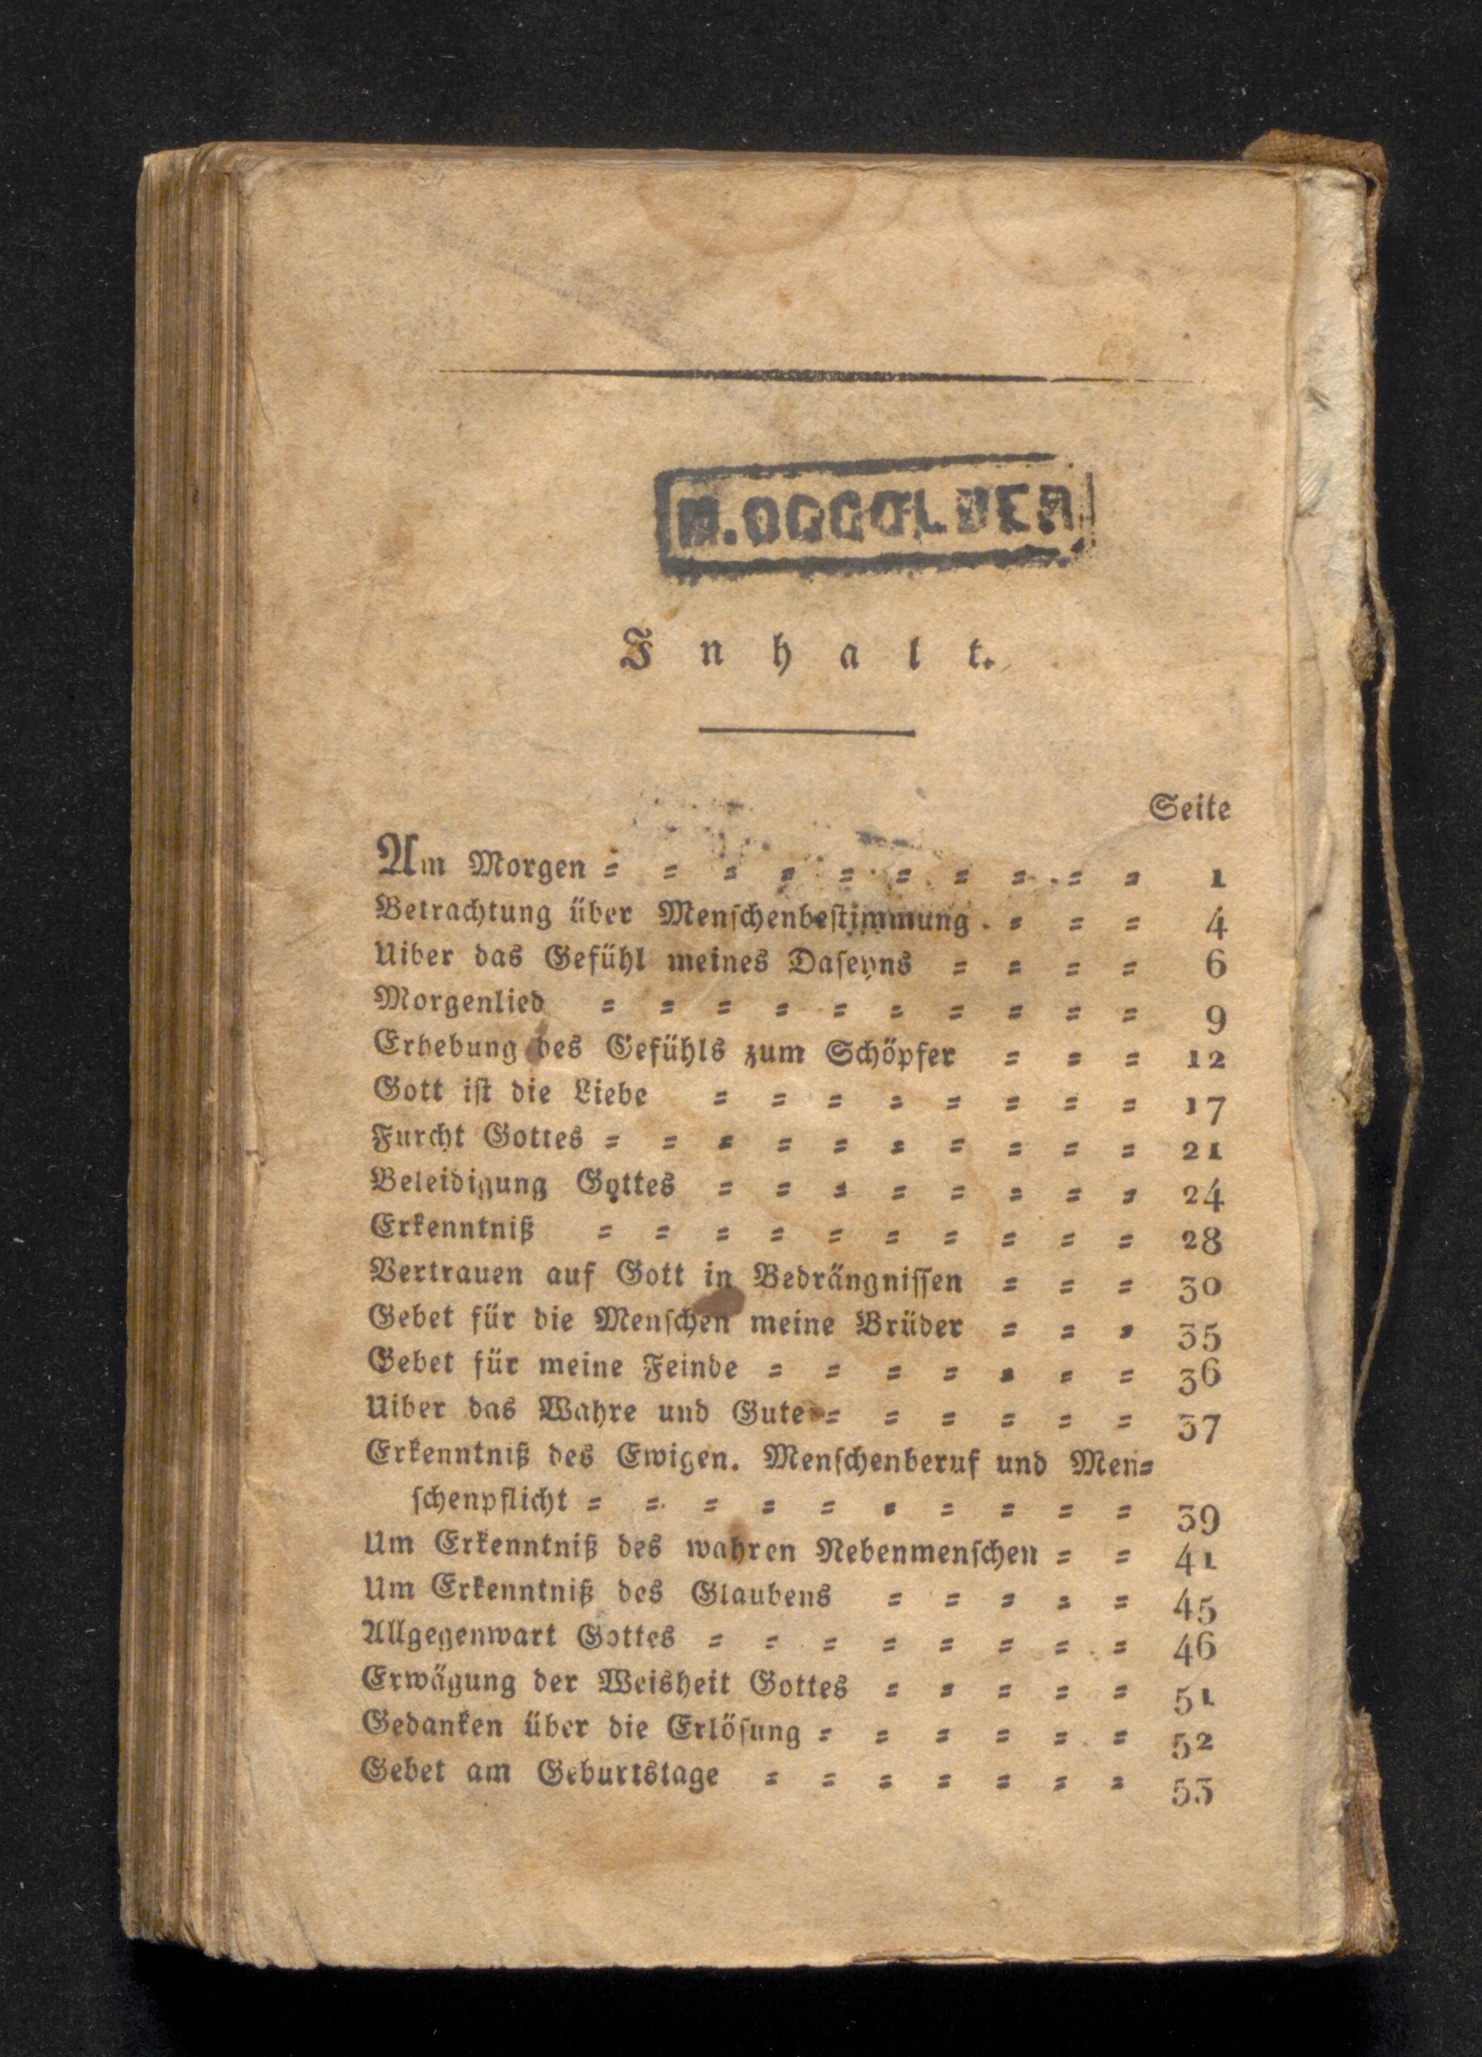 Inhalt.
Seite
Am Morgen = = = = = = = = = = 1
Betrachtung über Menschenbestimmung = = = 4
Uiber das Gefühl meines Daseyns = = = = 6
Morgenlied = = = = = = = = = = 9
Erhebung des Gefühls zum Schöpfer = = = 12
Gott ist die Liebe = = = = = = = = 17
Furcht Gottes = = = = = = = = = = 21
Beleidigung Gottes = = = = = = = = 24
Erkenntniß = = = = = = = = = = 28
Vertrauen auf Gott in Bedrängnissen = = = 30
Gebet für die Menschen meine Brüder = = = 35
Gebet für meine Feinde = = = = = = = 36
Uiber das Wahre und Gute = = = = = = 37
Erkenntniß des Ewigen. Menschenberuf und Men=
schenpflicht = = = = = = = = = = 39
Um Erkenntniß des wahren Nebenmenschen = = 41
Um Erkenntniß des Glaubens = = = = = 45
Allgegenwart Gottes = = = = = = = = 46
Erwägung der Weisheit Gottes = = = = = 51
Gedanken über die Erlösung = = = = = = 52
Gebet am Geburtstage = = = = = = = 53